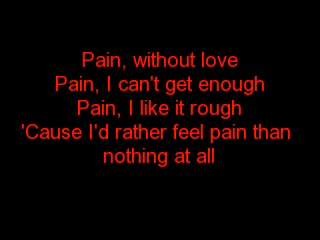 Pain, without love
Pain, I can't get enough
Pain, I like it rough
'Cause I'd rather feel pain than
nothing at all